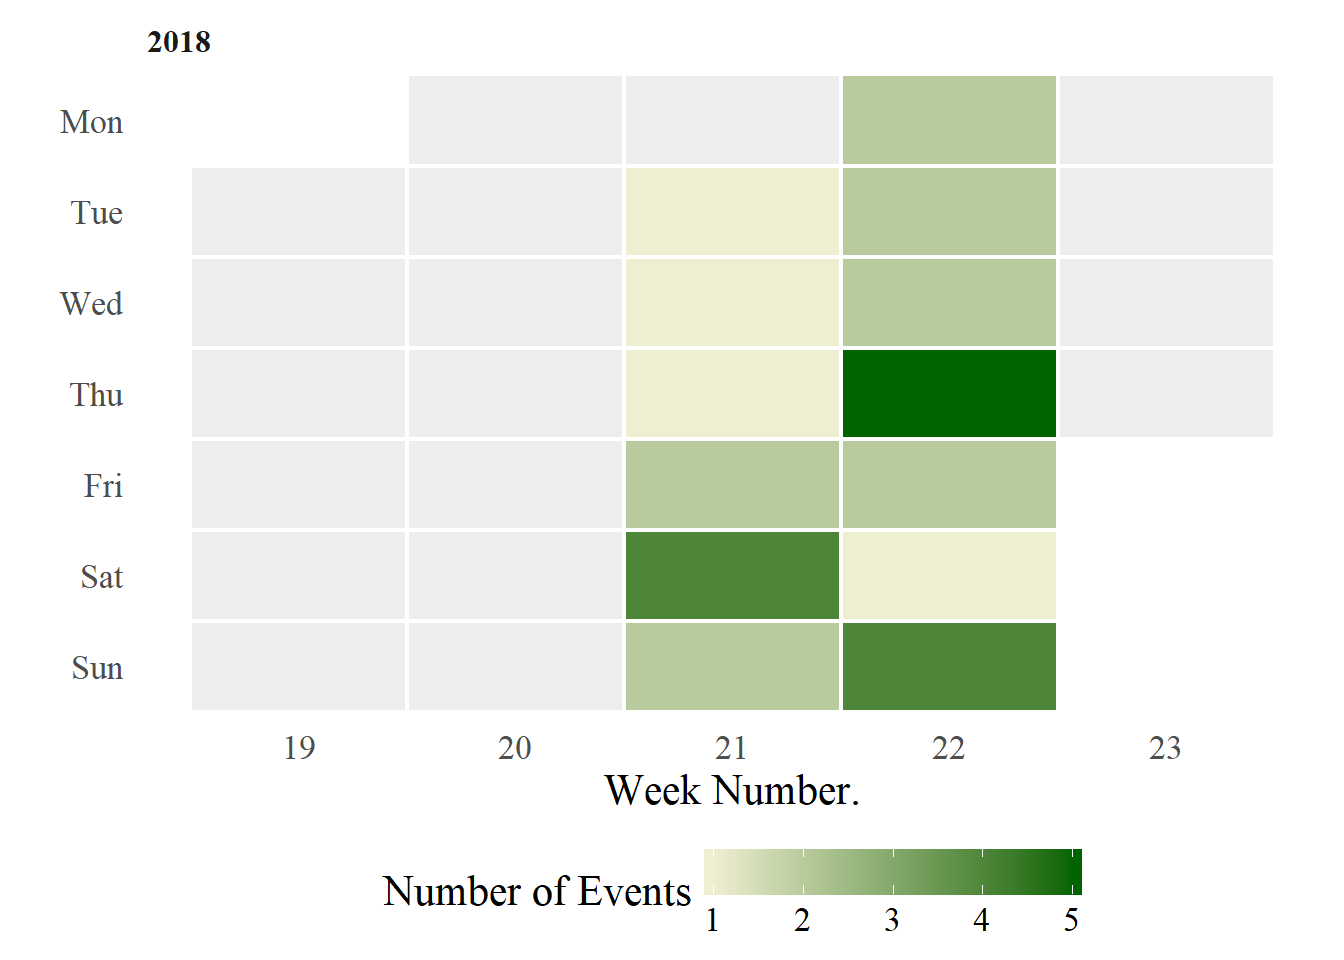 2018
Mon
Tue
Wed
Thu
Fri
Sat
Sun
19 20 21 22 23
Week Number.
Number of Events
1 2 3 4 5